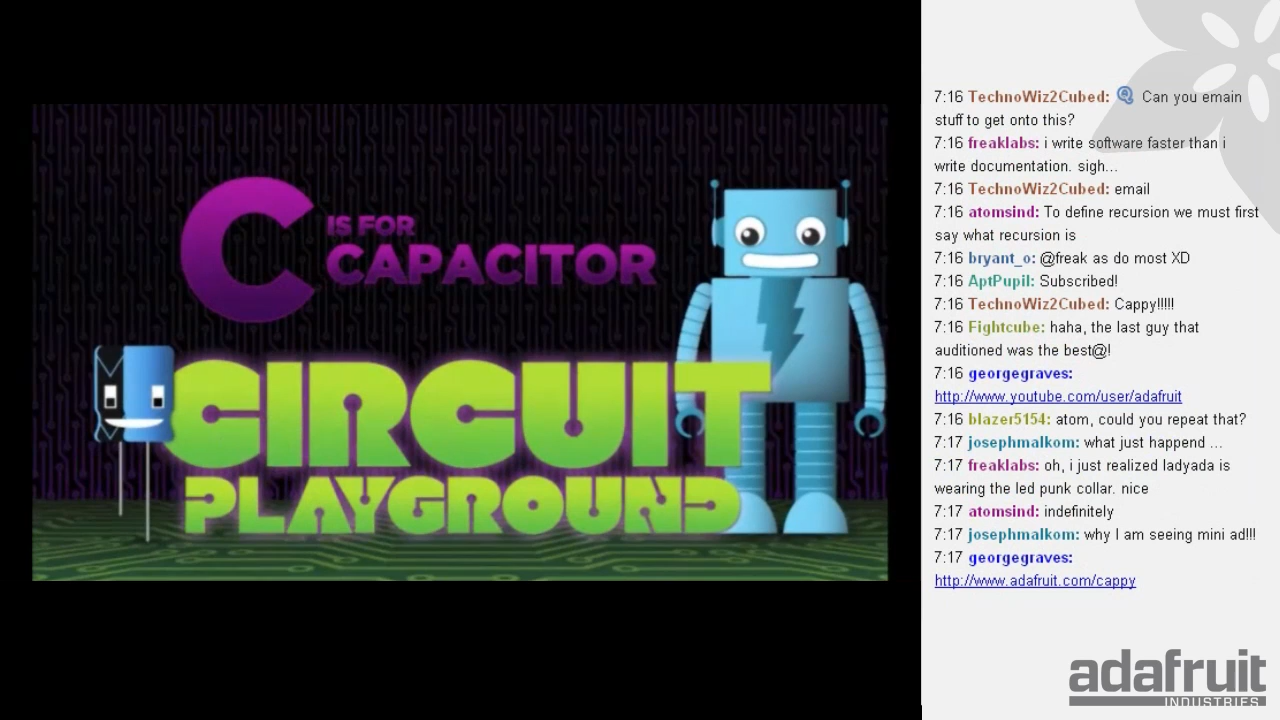 C IS FOR
CAPACITOR
CIRCUIT
PLAYGROUND
7:16 TechnoWiz2Cubed: Q Can you emain
stuff to get onto this?
7:16 freaklabs: i write software faster than i
write documentation. sigh...
7:16 TechnoWiz2Cubed: email
7:16 atomsind: To define recursion we must first
say what recursion is
7:16 bryant_o: @freak as do most XD
7:16 AptPupil: Subscribed!
7:16 TechnoWiz2Cubed: Cappy!!!!!
7:16 Fightcube: haha, the last guy that
auditioned was the best@!
7:16 georgegraves:
http://www.youtube.com/user/adafruit
7:16 blazer5154: atom, could you repeat that?
7:17 josephmalkom: what just happend ...
7:17 freaklabs: oh, i just realized ladyada is
wearing the led punk collar. nice
7:17 atomsind: indefinitely
7:17 josephmalkom: why I am seeing mini ad!!!
7:17 georgegraves:
http://www.adafruit.com/cappy
adafruit
INDUSTRIES